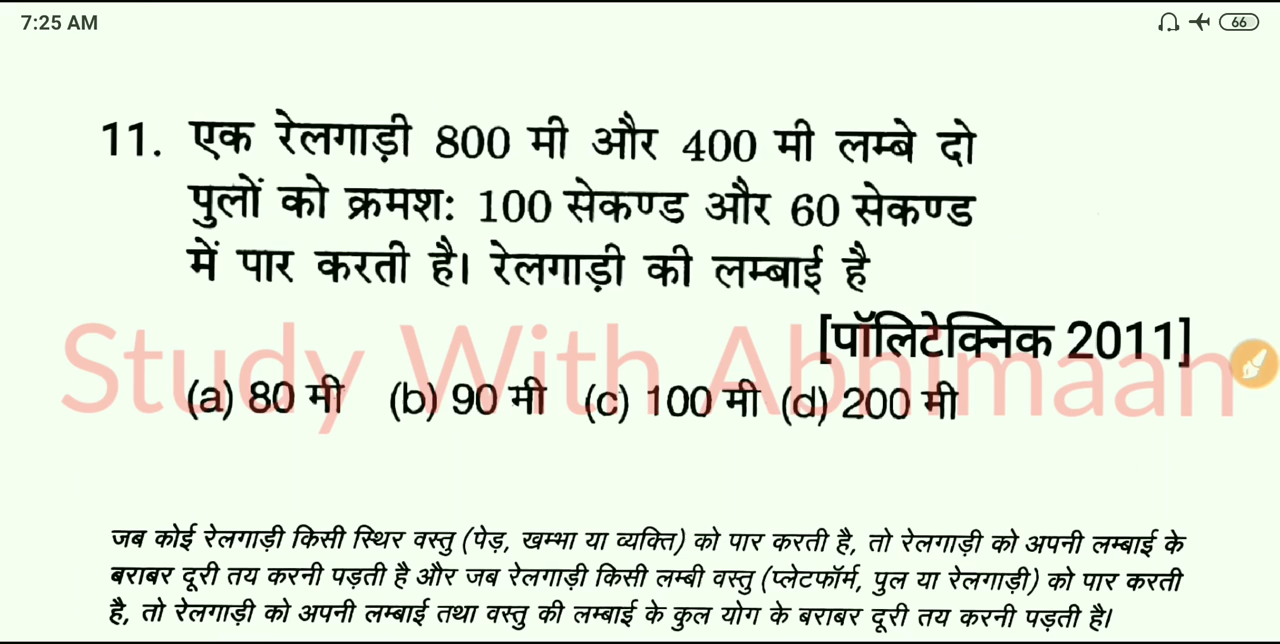 7:25 AM
66
11. एक रेलगाड़ी 800 मी और 400 मी लम्बे दो
पुलों को क्रमश: 100 सेकण्ड और 60 सेकण्ड
में पार करती है। रेलगाड़ी की लम्बाई है
[पॉलिटेक्निक 2011]
Study With Abhimaan
(a) 80 मी (b) 90 मी (c) 100 मी (d) 200 मी
जब कोई रेलगाड़ी किसी स्थिर वस्तु (पेड़, खम्भा या व्यक्ति) को पार करती है, तो रेलगाड़ी को अपनी लम्बाई के
बराबर दूरी तय करनी पड़ती है और जब रेलगाड़ी किसी लम्बी वस्तु (प्लेटफॉर्म, पुल या रेलगाड़ी) को पार करती
है, तो रेलगाड़ी को अपनी लम्बाई तथा वस्तु की लम्बाई के कुल योग के बराबर दूरी तय करनी पड़ती है।